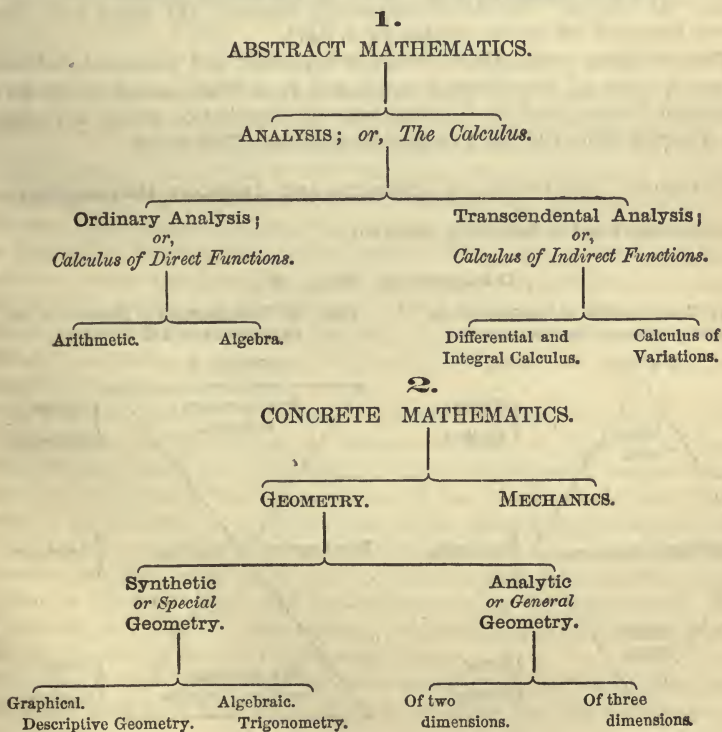 1.
ABSTRACT MATHEMATICS.
ANALYSIS; or, The Calculus.
Ordinary Analysis;
or,
Calculus of Direct Functions.
Transcendental Analysis;
or,
Calculus of Indirect Functions.
Arithmetic. Algebra.
Differential and
Integral Calculus.
Calculus of
Variations.
2.
CONCRETE MATHEMATICS.
GEOMETRY. MECHANICS.
Synthetic
or Special
Geometry.
Analytic
or General
Geometry.
Graphical.
Descriptive Geometry.
Algebraic.
Trigonometry.
Of two
dimensions.
Of three
dimensions.